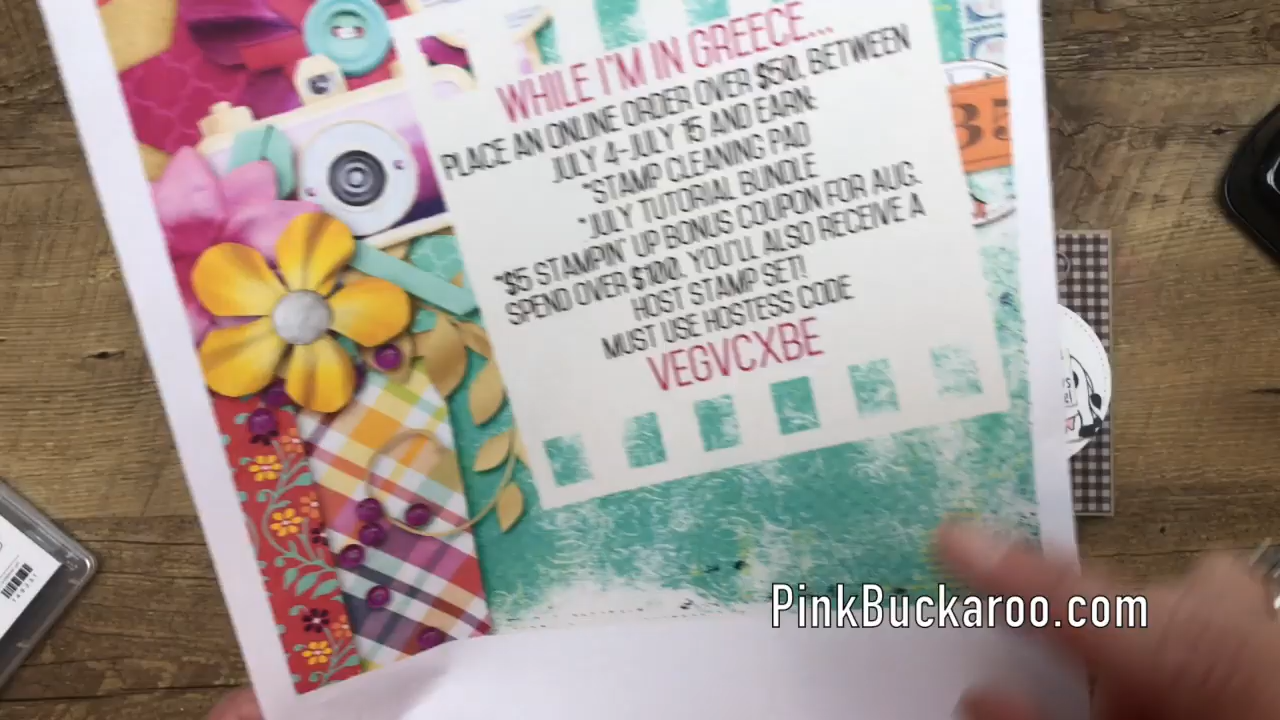 WHILE I'M IN GREECE...
PLACE AN ONLINE ORDER OVER $50, BETWEEN
JULY 4-JULY 15 AND EARN:
*STAMP CLEANING PAD
*JULY TUTORIAL BUNDLE
*$5 STAMPIN' UP BONUS COUPON FOR AUG.
SPEND OVER $100, YOU'LL ALSO RECEIVE A
HOST STAMP SET!
MUST USE HOSTESS CODE
VEGVCXBE
PinkBuckaroo.com